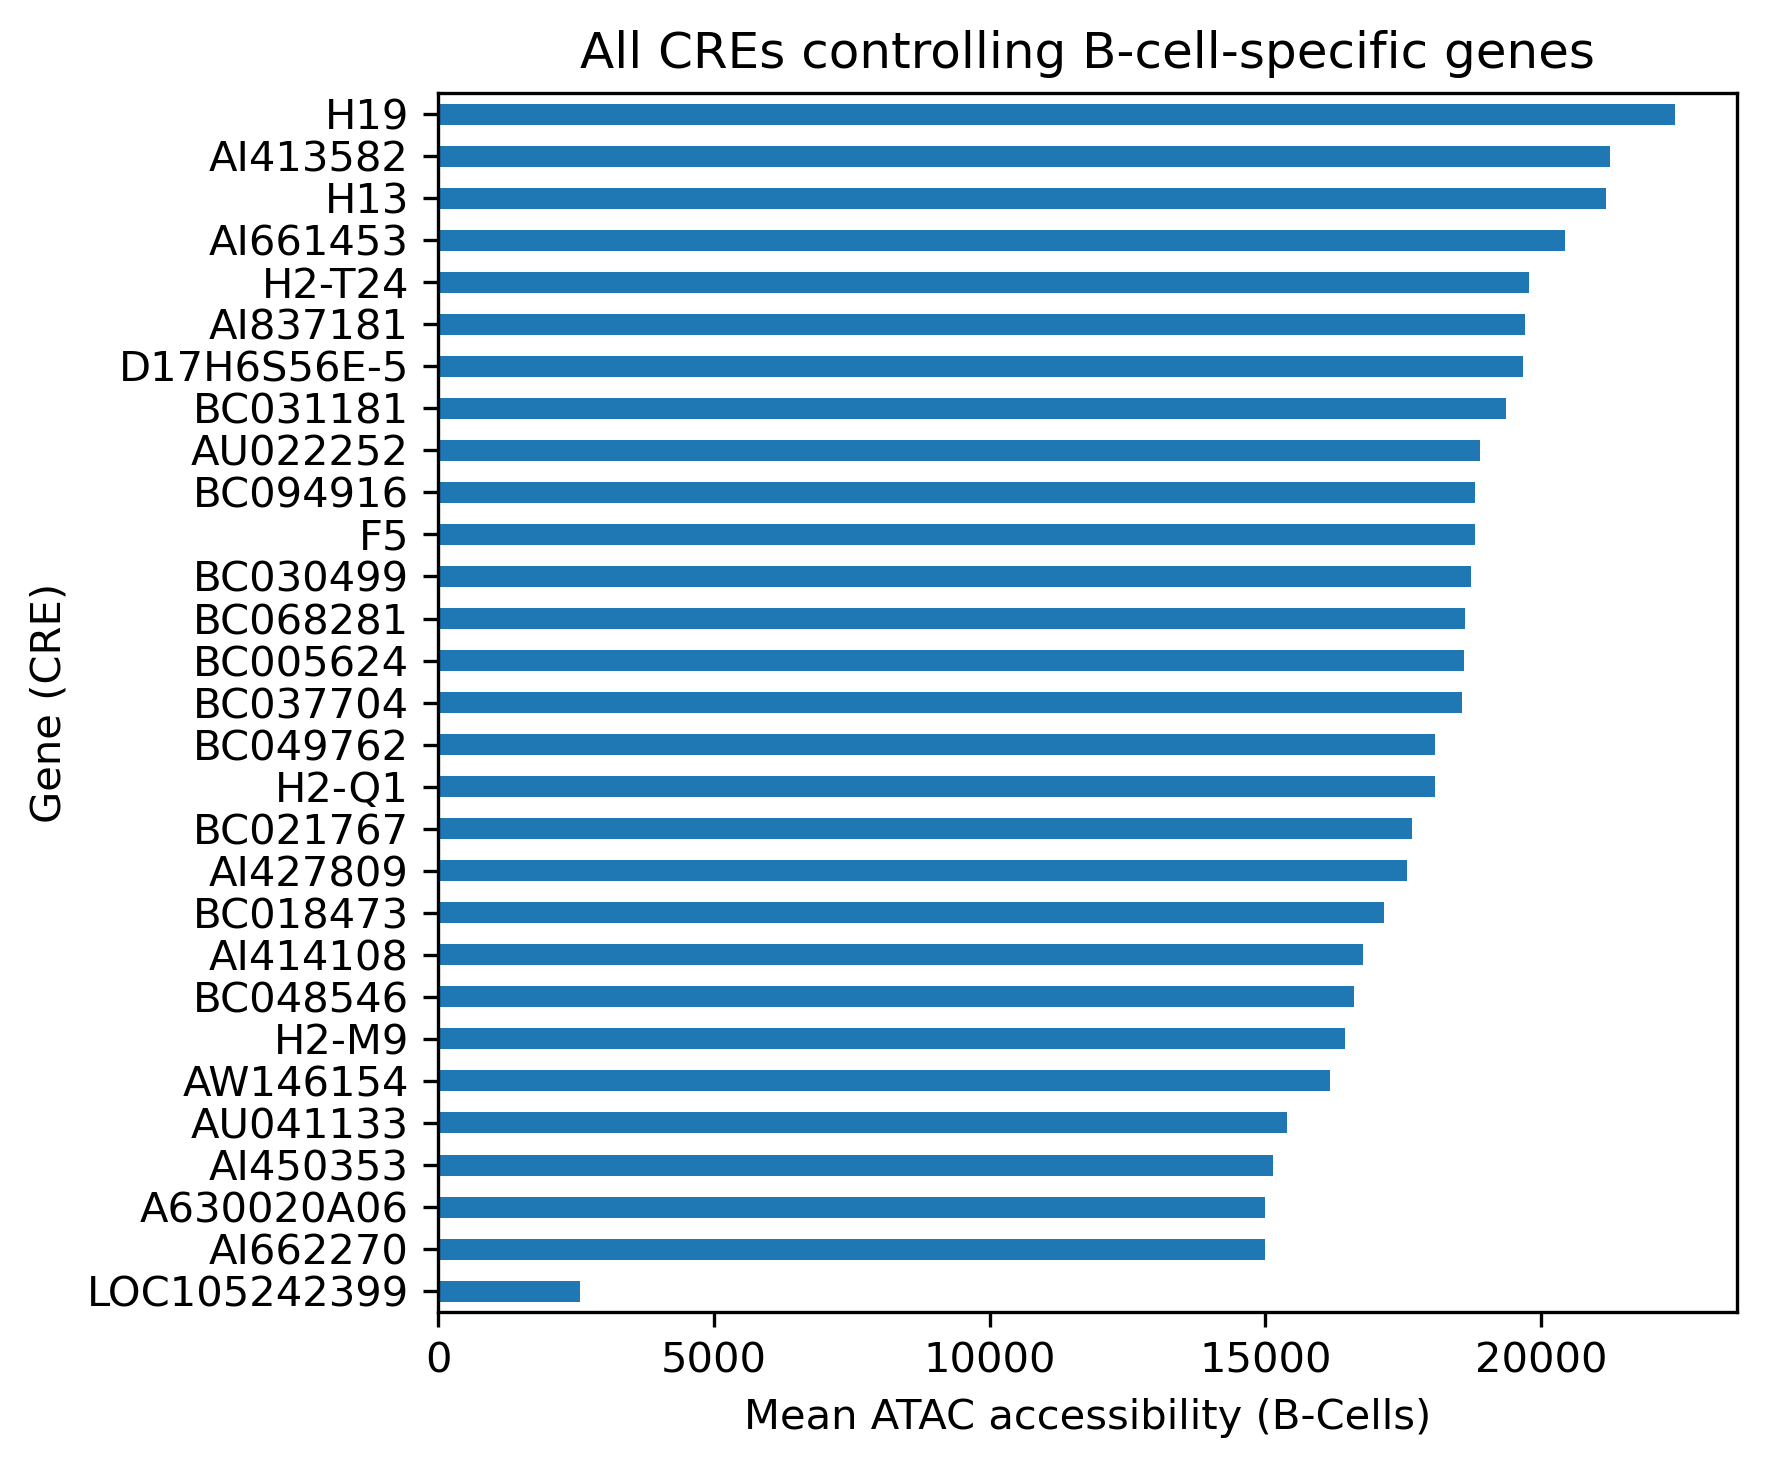 All CREs controlling B-cell-specific genes
H19
AI413582
H13
AI661453
H2-T24
AI837181
D17H6S56E-5
BC031181
AU022252
BC094916
F5
BC030499
BC068281
BC005624
BC037704
BC049762
H2-Q1
BC021767
AI427809
BC018473
AI414108
BC048546
H2-M9
AW146154
AU041133
AI450353
A630020A06
AI662270
LOC105242399
Gene (CRE)
0 5000 10000 15000 20000
Mean ATAC accessibility (B-Cells)